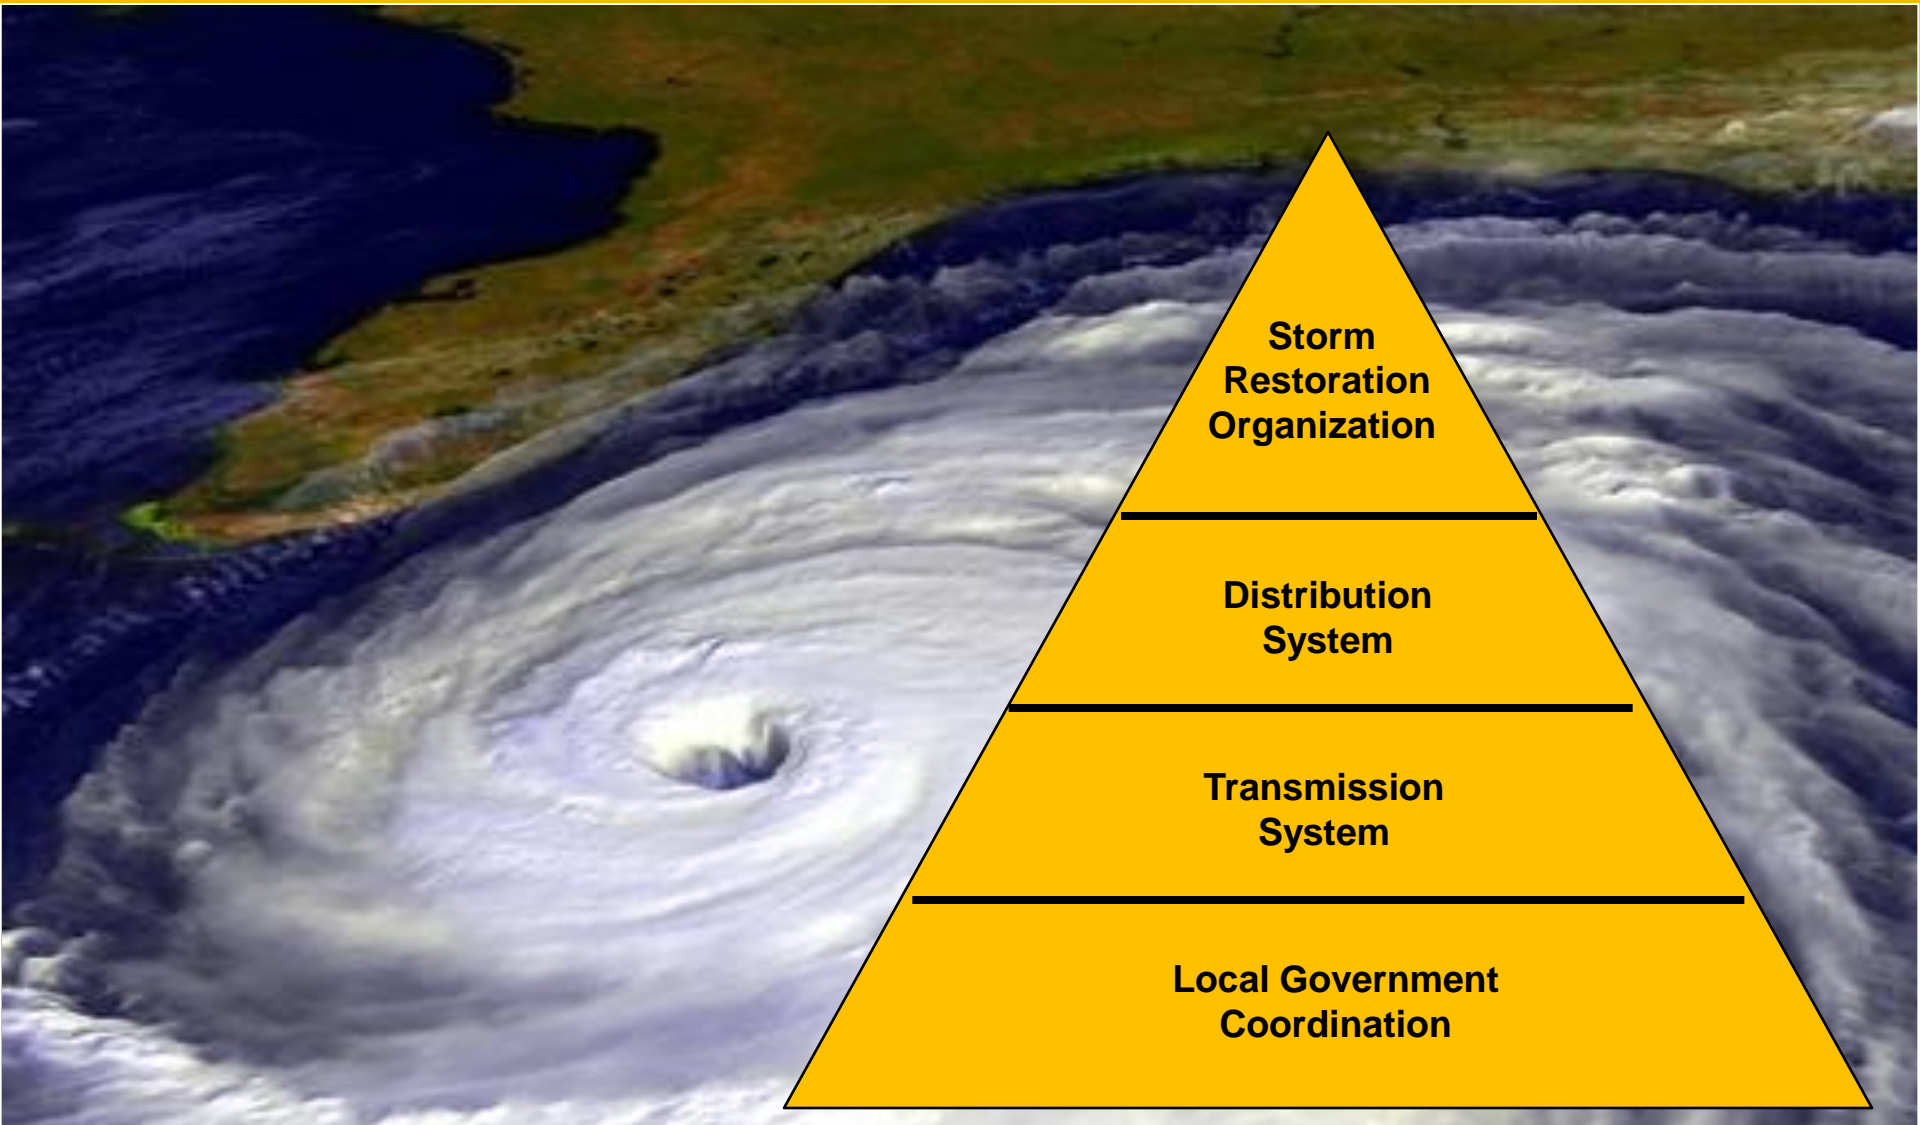 Storm
Restoration
Organization
Distribution
System
Transmission
System
Local Government
Coordination